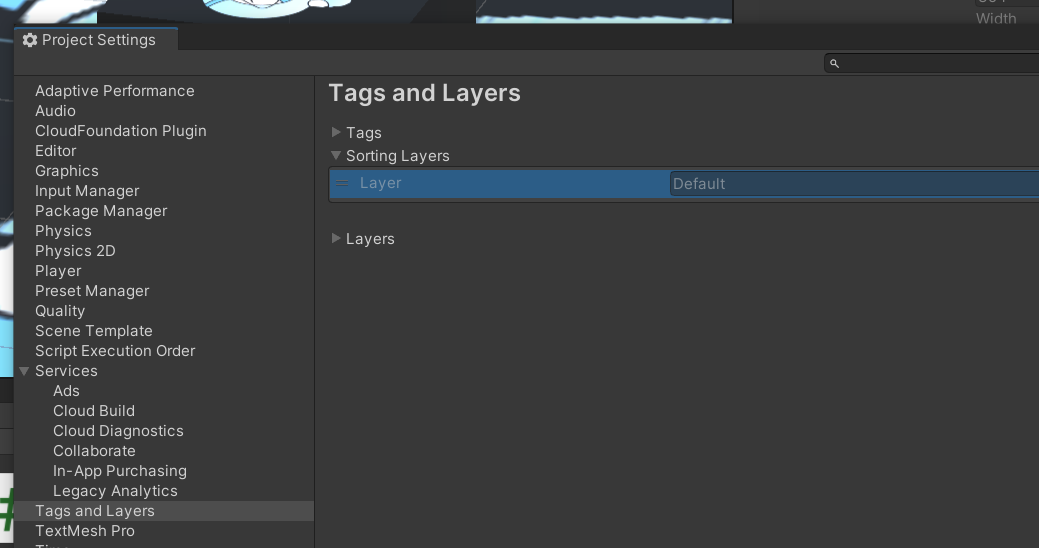 Width
Project Settings
Adaptive Performance
Audio
CloudFoundation Plugin
Editor
Graphics
Input Manager
Package Manager
Physics
Physics 2D
Player
Preset Manager
Quality
Scene Template
Script Execution Order
Services
Ads
Cloud Build
Cloud Diagnostics
Collaborate
In-App Purchasing
Legacy Analytics
Tags and Layers
TextMesh Pro
Tags and Layers
Tags
Sorting Layers
Layer Default
Layers
#